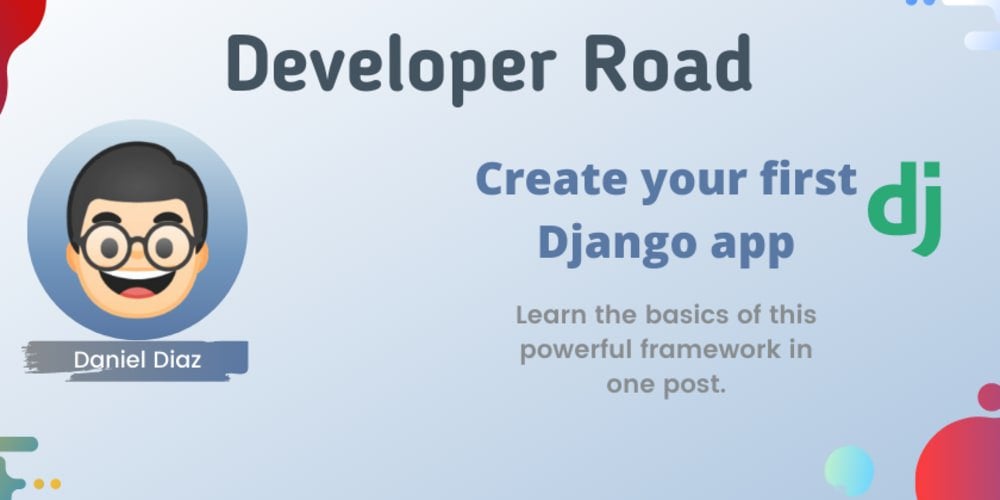 Developer Road
Create your first
Django app
dj
Learn the basics of this
powerful framework in
one post.
Daniel Diaz